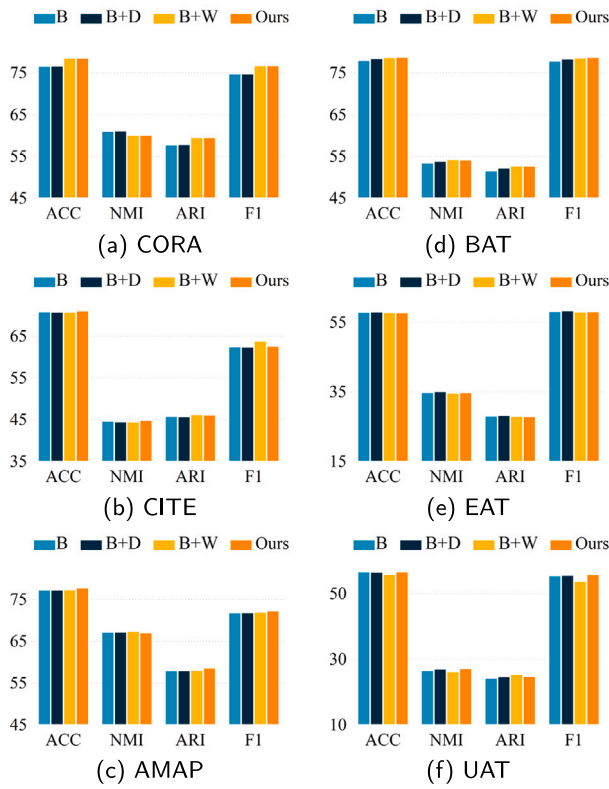 B B+D B+W Ours
75
65
55
45
ACC NMI ARI F1
(a) CORA
B B+D B+W Ours
75
65
55
45
ACC NMI ARI F1
(d) BAT
B B+D B+W Ours
65
55
45
35
ACC NMI ARI F1
(b) CITE
B B+D B+W Ours
55
35
15
ACC NMI ARI F1
(e) EAT
B B+D B+W Ours
75
65
55
45
ACC NMI ARI F1
(c) AMAP
B B+D B+W Ours
50
30
10
ACC NMI ARI F1
(f) UAT